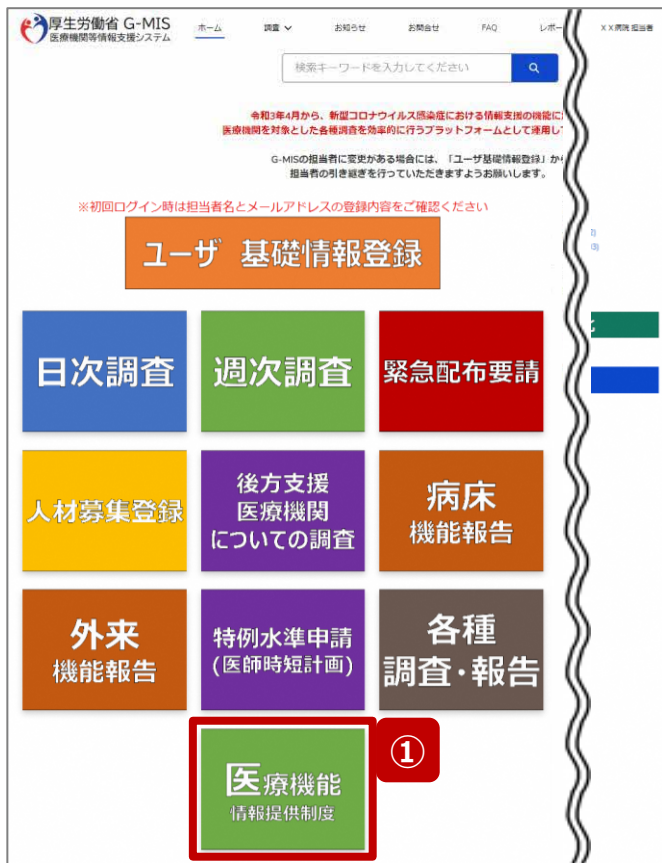 厚生労働省 G-MIS
医療機関等情報支援システム
ホーム 調査 お知らせ お問合せ FAQ レポー XX病院 担当者
検索キーワードを入力してください
令和3年4月から、新型コロナウイルス感染症における情報支援の機能に
医療機関を対象とした各種調査を効率的に行うプラットフォームとして運用し
G-MISの担当者に変更がある場合には、「ユーザ基礎情報登録」か
担当者の引き継ぎを行っていただきますようお願いします。
※初回ログイン時は担当者名とメールアドレスの登録内容をご確認ください
ユーザ 基礎情報登録
日次調査
週次調査
緊急配布要請
人材募集登録
後方支援
医療機関
についての調査
病床
機能報告
外来
機能報告
特例水準申請
(医師時短計画)
各種
調査・報告
医療機能
情報提供制度
①